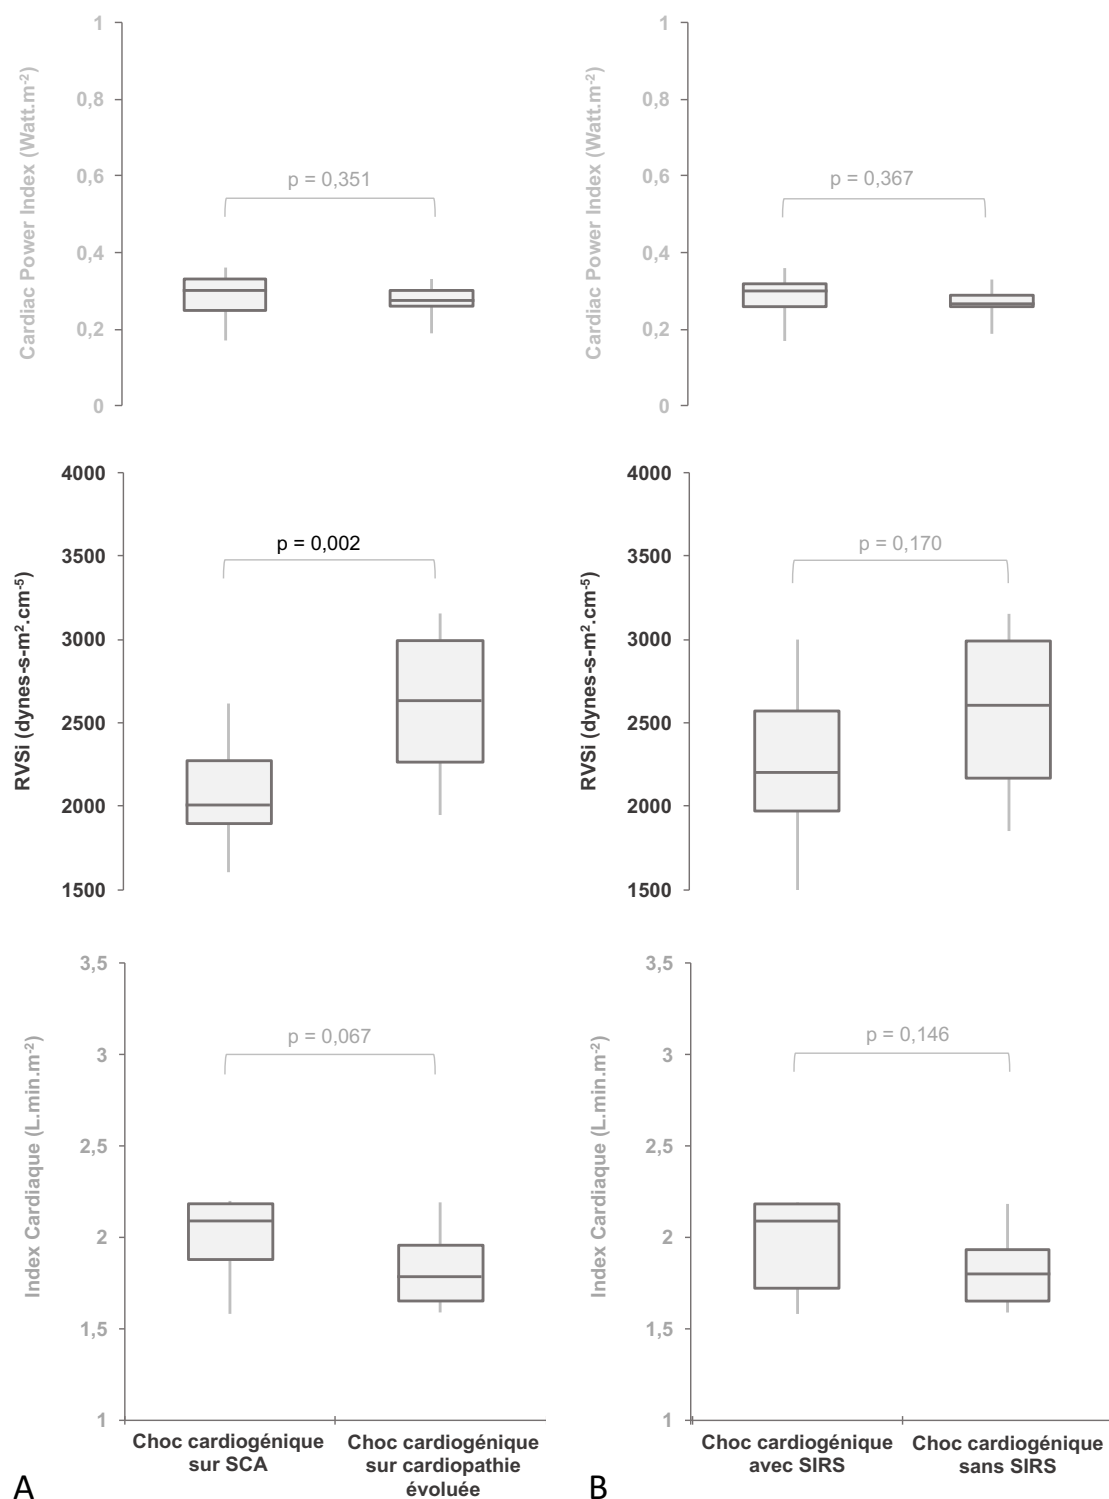 Cardiac Power Index (Watt.m-2)
1
0,8
0,6
0,4
0,2
0
p = 0,351
Cardiac Power Index (Watt.m-2)
1
0,8
0,6
0,4
0,2
0
p = 0,367
RVSi (dynes-s-m2.cm-5)
4000
3500
3000
2500
2000
1500
p = 0,002
RVSi (dynes-s-m2.cm-5)
4000
3500
3000
2500
2000
1500
p = 0,170
Index Cardiaque (L.min.m-2)
3,5
3
2,5
2
1,5
1
p = 0,067
Index Cardiaque (L.min.m-2)
3,5
3
2,5
2
1,5
1
p = 0,146
Choc cardiogénique
sur SCA
Choc cardiogénique
sur cardiopathie
évoluée
Choc cardiogénique
avec SIRS
Choc cardiogénique
sans SIRS
A
B